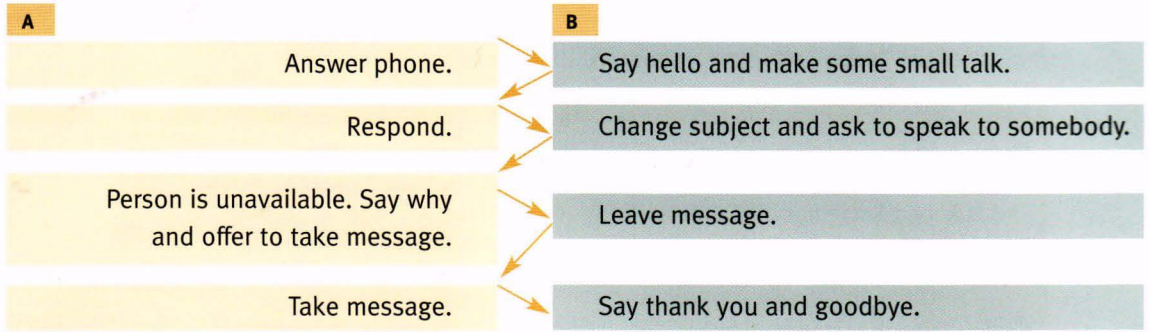 A
B
Answer phone.
Say hello and make some small talk.
Respond.
Change subject and ask to speak to somebody.
Person is unavailable. Say why
and offer to take message.
Leave message.
Take message.
Say thank you and goodbye.